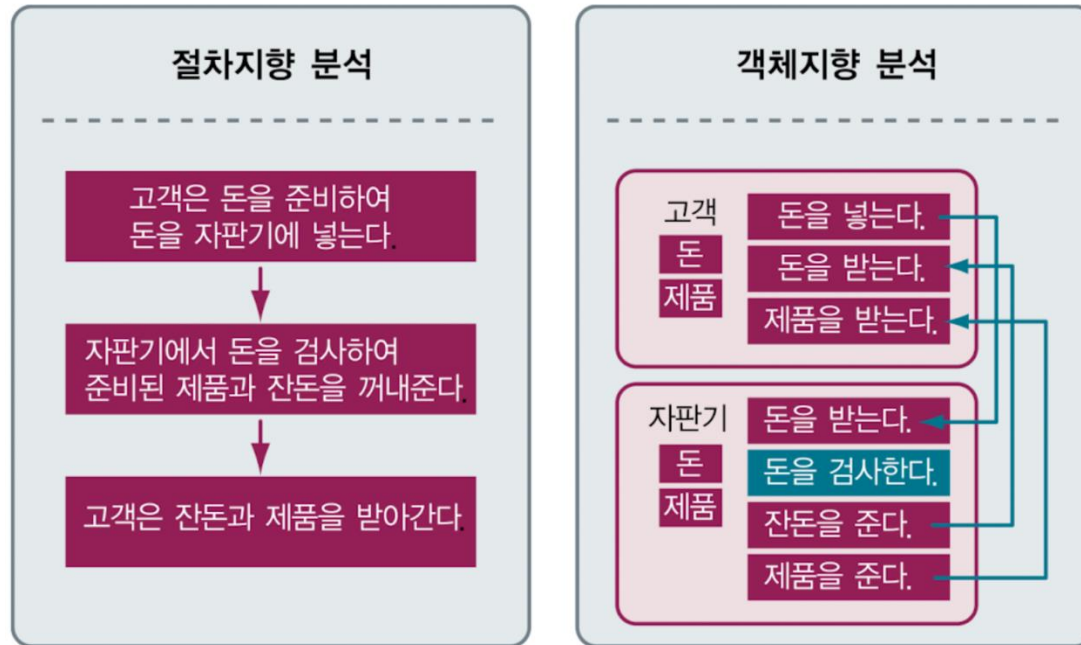 절차지향 분석
고객은 돈을 준비하여
돈을 자판기에 넣는다.
자판기에서 돈을 검사하여
준비된 제품과 잔돈을 꺼내준다.
고객은 잔돈과 제품을 받아간다.
객체지향 분석
고객
돈
제품
돈을 넣는다.
돈을 받는다.
제품을 받는다.
자판기
돈
제품
돈을 받는다.
돈을 검사한다.
잔돈을 준다.
제품을 준다.